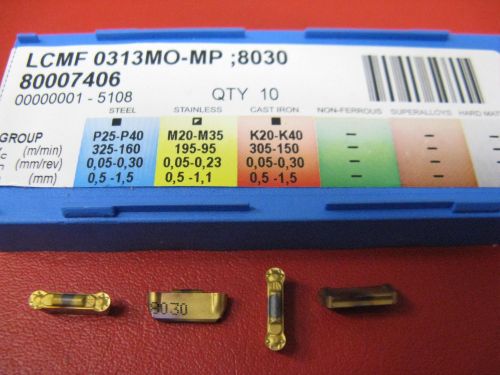 LCMF 0313MO-MP ;8030
80007406
00000001 - 5108 QTY 10
STEEL STAINLESS CAST IRON NON-FERROUS SUPERALLOYS HARD MAT
GROUP P25-P40 M20-M35 K20-K40 - - -
(m/min) 325-160 195-95 305-150 - - -
(mm/rev) 0,05-0,30 0,05-0,23 0,05-0,30 - - -
(mm) 0,5 -1,5 0,5 -1,1 0,5 -1,5 - -
8030